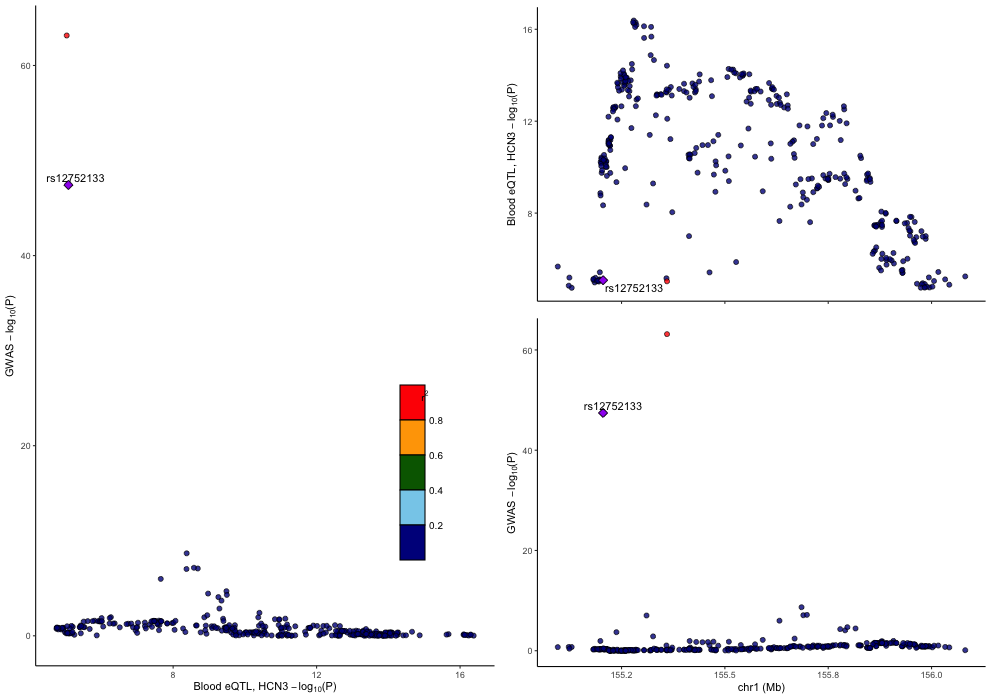 GWAS −log10(P)
60
40
20
0
rs12752133
r2
0.8
0.6
0.4
0.2
8
12
16
Blood eQTL, HCN3 −log10(P)
Blood eQTL, HCN3 −log10(P)
16
12
8
rs12752133
GWAS −log10(P)
60
40
20
0
rs12752133
155.2
155.5
155.8
156.0
chr1 (Mb)